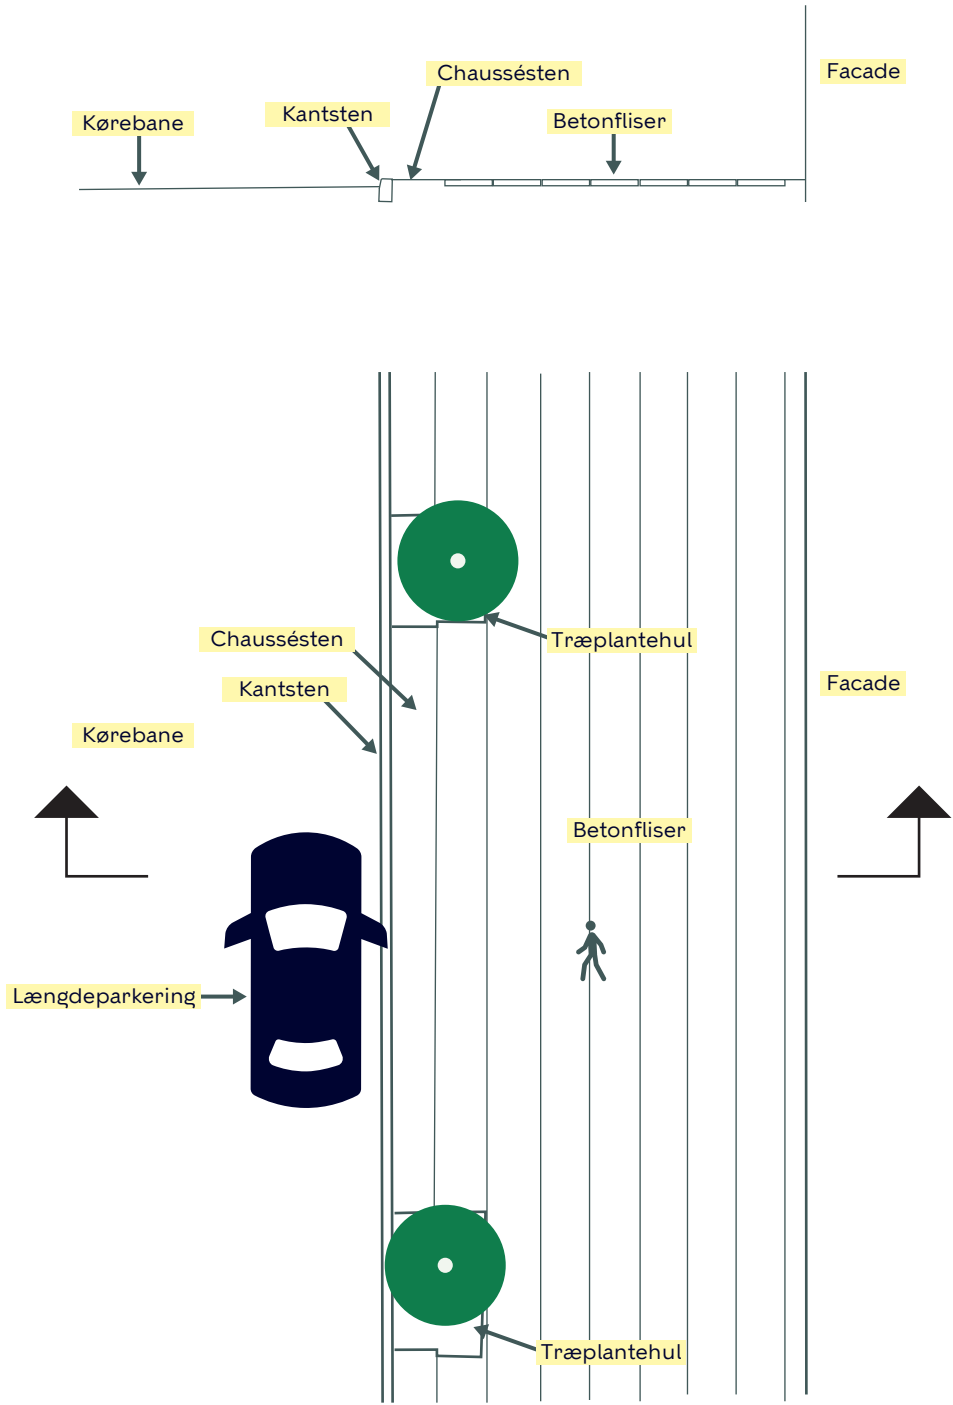 Facade
Chaussésten
Kantsten
Kørebane
Betonfliser
Chaussésten
Træplantehul
Kantsten
Facade
Kørebane
Betonfliser
Længdeparkering
Træplantehul